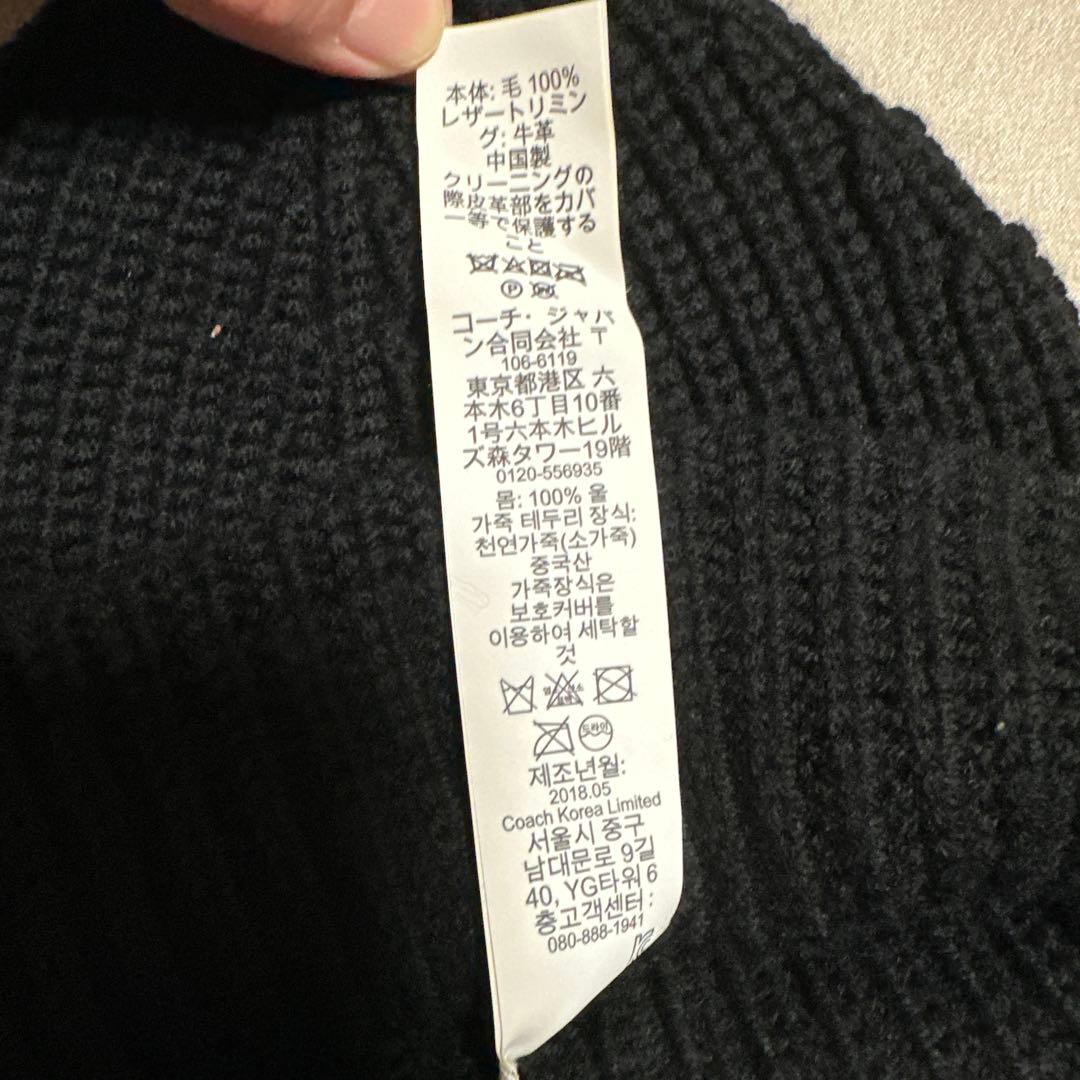 本体: 毛 100%
レザートリミン
グ: 牛革
中国製
クリーニングの
際皮革部をカバ
ー等で保護する
こと
P
コーチ・ジャパ
ン合同会社 〒
106-6119
東京都港区 六
本木6丁目10番
1号六本木ヒル
ズ森タワー19階
0120-556935
몸: 100% 울
가죽 테두리 장식:
천연가죽(소가죽)
중국산
가죽장식은
보호커버를
이용하여 세탁할
것
드라이
제조년월:
2018.05
Coach Korea Limited
서울시 중구
남대문로 9길
40, YG타워 6
층고객센터 :
080-888-1941